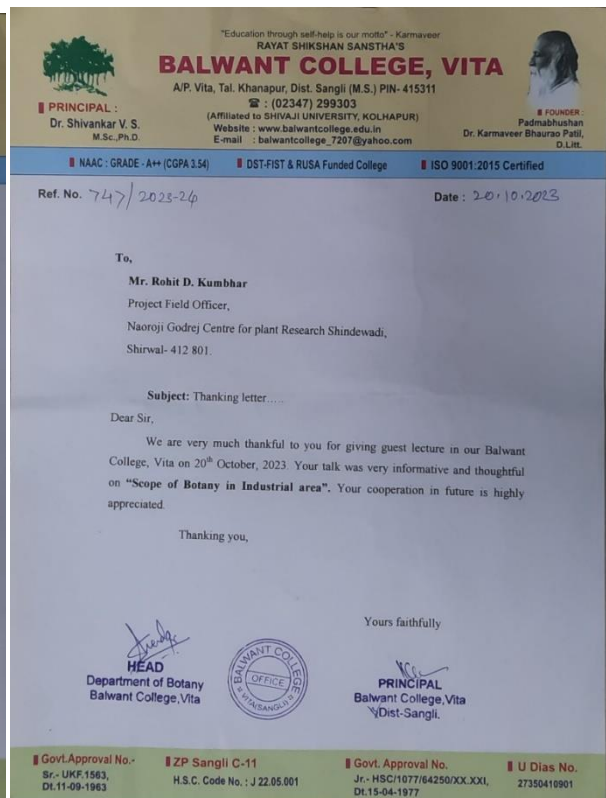 "Education through self-help is our motto" - Karmaveer
RAYAT SHIKSHAN SANSTHA'S
BALWANT COLLEGE, VITA
A/P. Vita, Tal. Khanapur, Dist. Sangli (M.S.) PIN- 415311
☎ : (02347) 299303
(Affiliated to SHIVAJI UNIVERSITY, KOLHAPUR)
Website : www.balwantcollege.edu.in
E-mail : balwantcollege_7207@yahoo.com
PRINCIPAL :
Dr. Shivankar V. S.
M.Sc.,Ph.D.
FOUNDER :
Padmabhushan
Dr. Karmaveer Bhaurao Patil,
D.Litt.
NAAC : GRADE - A++ (CGPA 3.54) DST-FIST & RUSA Funded College ISO 9001:2015 Certified
Ref. No. 747/2023-24 Date : 20.10.2023
To,
Mr. Rohit D. Kumbhar
Project Field Officer,
Naoroji Godrej Centre for plant Research Shindewadi,
Shirwal- 412 801.
Subject: Thanking letter.....
Dear Sir,
We are very much thankful to you for giving guest lecture in our Balwant
College, Vita on 20th October, 2023. Your talk was very informative and thoughtful
on "Scope of Botany in Industrial area". Your cooperation in future is highly
appreciated.
Thanking you,
Yours faithfully
HEAD
Department of Botany
Balwant College,Vita
BALWANT COLLEGE
OFFICE
VITA(SANGLI)
PRINCIPAL
Balwant College,Vita
Dist-Sangli.
Govt.Approval No.-
Sr.- UKF.1563,
Dt.11-09-1963
ZP Sangli C-11
H.S.C. Code No. : J 22.05.001
Govt. Approval No.
Jr.- HSC/1077/64250/XX.XXI,
Dt.15-04-1977
U Dias No.
27350410901